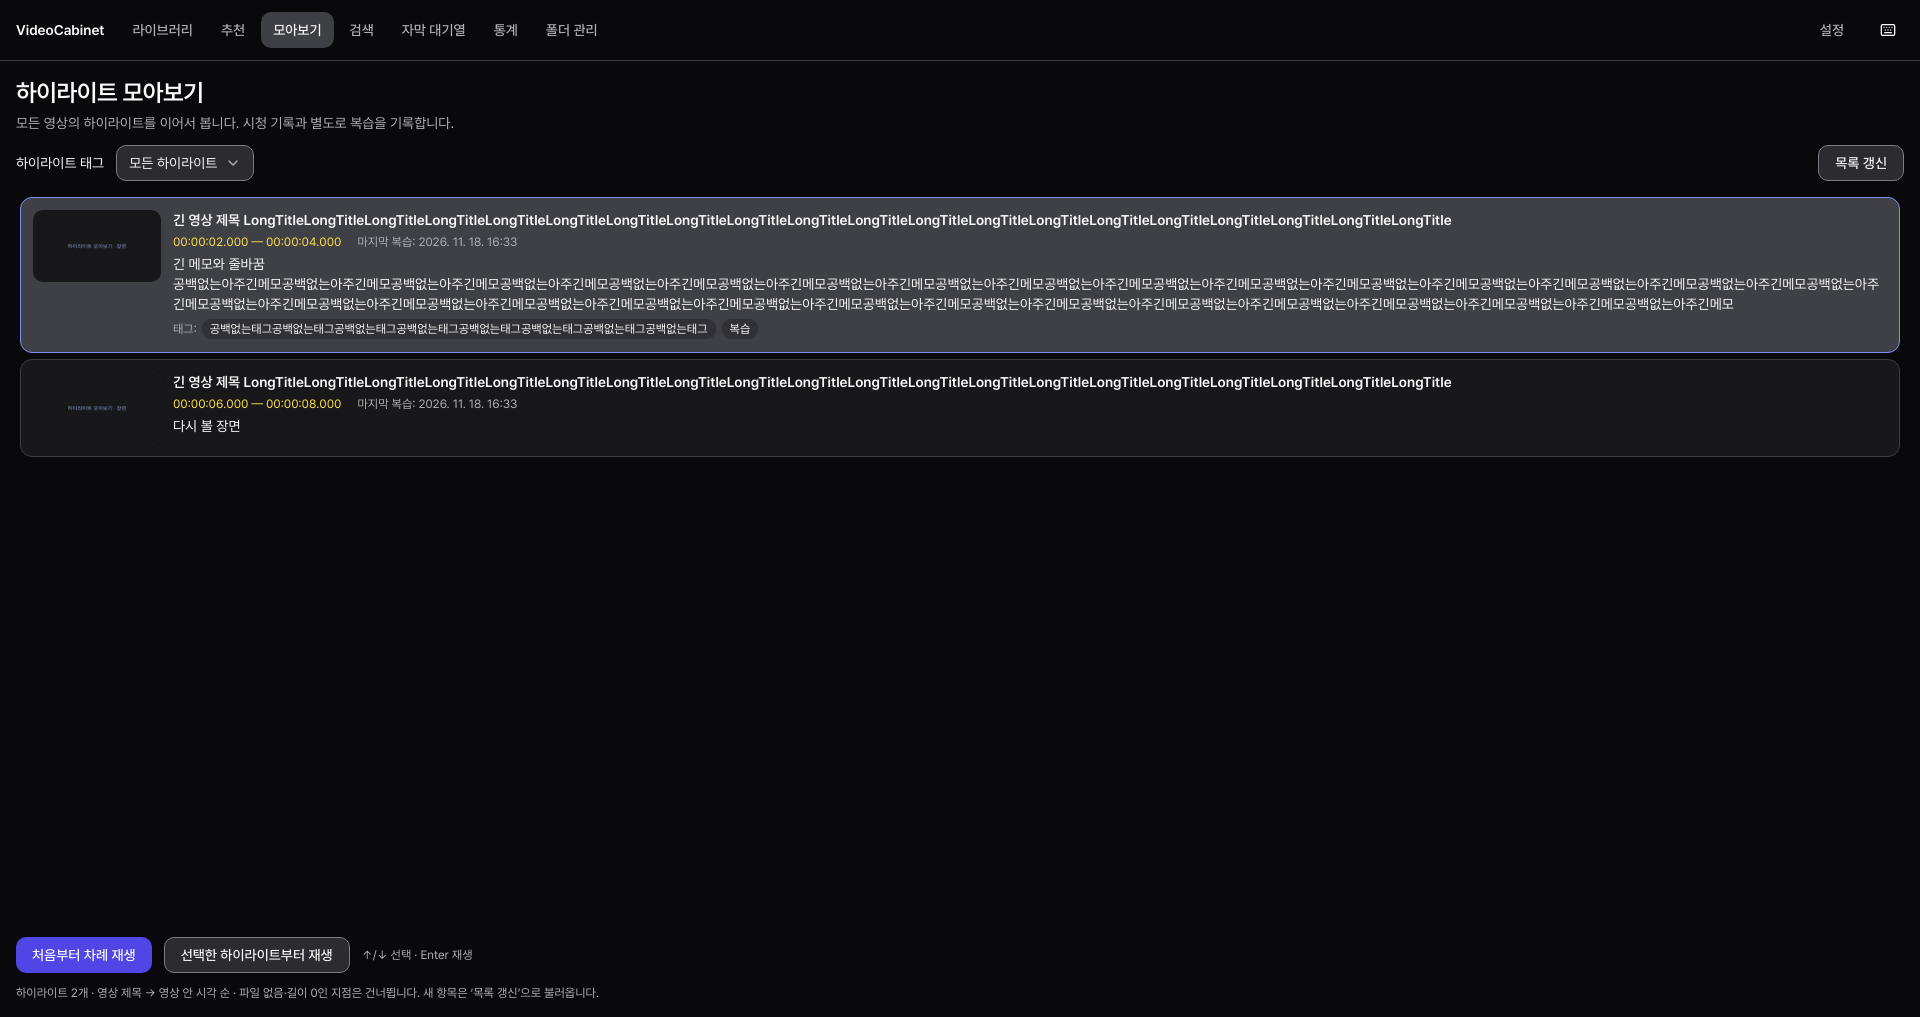 VideoCabinet 라이브러리 추천 모아보기 검색 자막 대기열 통계 폴더 관리 설정
하이라이트 모아보기
모든 영상의 하이라이트를 이어서 봅니다. 시청 기록과 별도로 복습을 기록합니다.
하이라이트 태그 모든 하이라이트 목록 갱신
하이라이트 모아보기 · 장면
긴 영상 제목 LongTitleLongTitleLongTitleLongTitleLongTitleLongTitleLongTitleLongTitleLongTitleLongTitleLongTitleLongTitleLongTitleLongTitleLongTitleLongTitleLongTitleLongTitleLongTitleLongTitle
00:00:02.000 — 00:00:04.000 마지막 복습: 2026. 11. 18. 16:33
긴 메모와 줄바꿈
공백없는아주긴메모공백없는아주긴메모공백없는아주긴메모공백없는아주긴메모공백없는아주긴메모공백없는아주긴메모공백없는아주긴메모공백없는아주긴메모공백없는아주긴메모공백없는아주긴메모공백없는아주긴메모공백없는아주긴메모공백없는아주긴메모공백없는아주긴메모공백없는아주긴메모공백없는아주
긴메모공백없는아주긴메모공백없는아주긴메모공백없는아주긴메모공백없는아주긴메모공백없는아주긴메모공백없는아주긴메모공백없는아주긴메모공백없는아주긴메모공백없는아주긴메모공백없는아주긴메모공백없는아주긴메모공백없는아주긴메모공백없는아주긴메모공백없는아주긴메모
태그: 공백없는태그공백없는태그공백없는태그공백없는태그공백없는태그공백없는태그공백없는태그공백없는태그 복습
하이라이트 모아보기 · 장면
긴 영상 제목 LongTitleLongTitleLongTitleLongTitleLongTitleLongTitleLongTitleLongTitleLongTitleLongTitleLongTitleLongTitleLongTitleLongTitleLongTitleLongTitleLongTitleLongTitleLongTitleLongTitle
00:00:06.000 — 00:00:08.000 마지막 복습: 2026. 11. 18. 16:33
다시 볼 장면
처음부터 차례 재생 선택한 하이라이트부터 재생 ↑/↓ 선택 · Enter 재생
하이라이트 2개 · 영상 제목 → 영상 안 시각 순 · 파일 없음·길이 0인 지점은 건너뜁니다. 새 항목은 ‘목록 갱신’으로 불러옵니다.